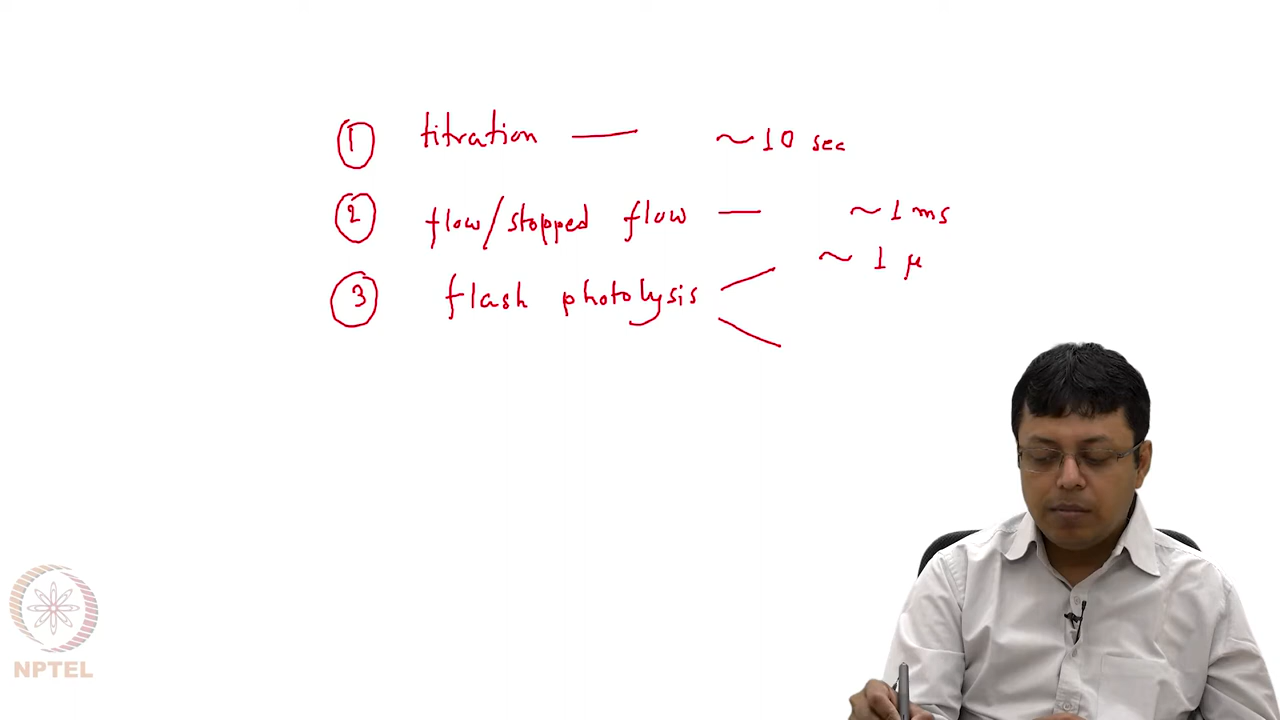 ① titration — ~10 sec
② flow/stopped flow — ~1 ms
~ 1 μ
③ flash photolysis
NPTEL